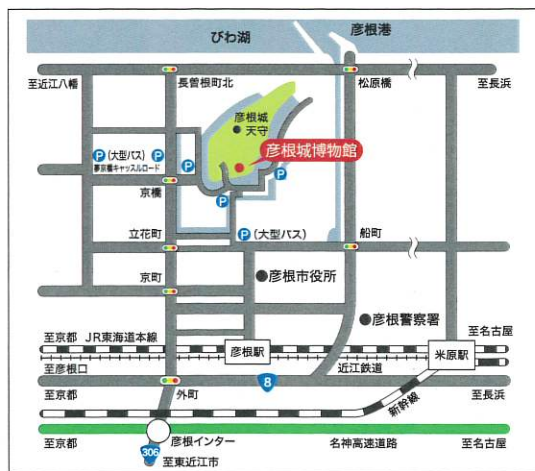 びわ湖
彦根港
至近江八幡
長曽根町北
松原橋
至長浜
彦根城
天守
彦根城博物館
P (大型バス) P
夢京橋キャッスルロード
P
P
京橋
P
立花町
P (大型バス)
船町
京町
彦根市役所
彦根警察署
至京都 JR東海道本線
彦根駅
米原駅
至名古屋
至彦根口
近江鉄道
8
至京都
外町
至長浜
新幹線
彦根インター
至京都
名神高速道路
至名古屋
306
至東近江市